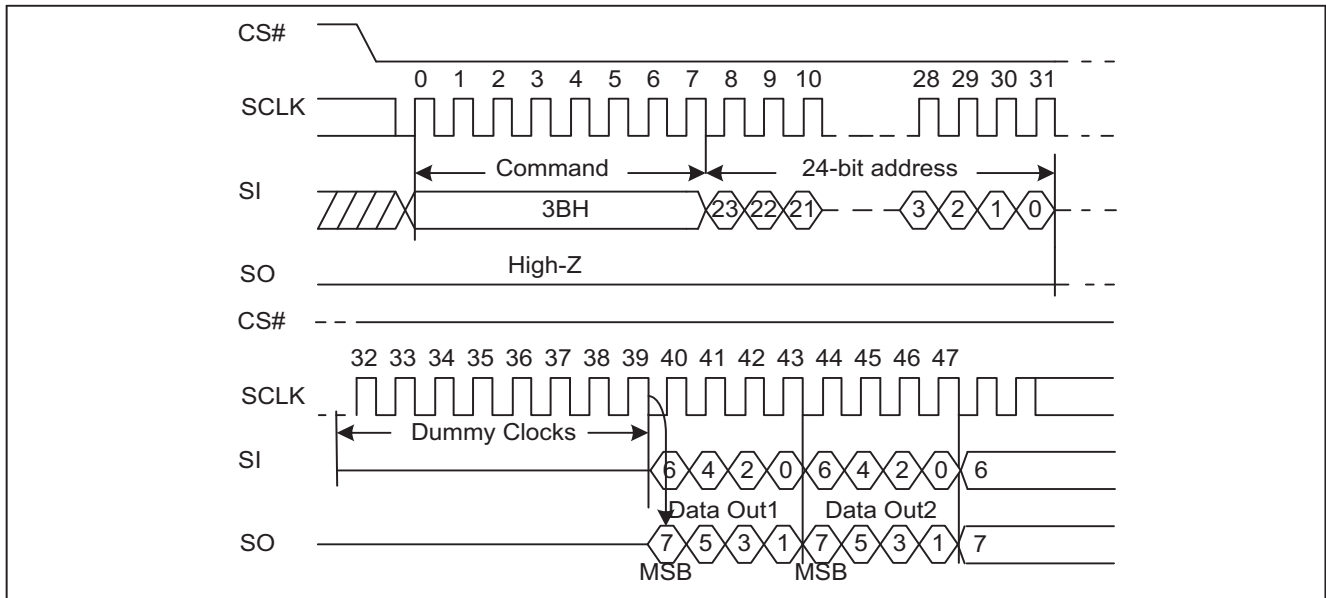 CS#
0 1 2 3 4 5 6 7 8 9 10 28 29 30 31
SCLK
Command 24-bit address
SI
3BH 23 22 21 3 2 1 0
High-Z
SO
CS#
32 33 34 35 36 37 38 39 40 41 42 43 44 45 46 47
SCLK
Dummy Clocks
SI
6 4 2 0 6 4 2 0 6
Data Out1 Data Out2
SO
7 5 3 1 7 5 3 1 7
MSB MSB